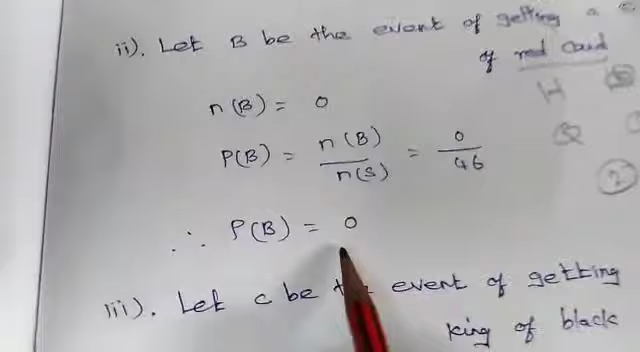 ii). Let B be the event of getting a
of red card
n(B) = 0
P(B) = n(B) / n(S) = 0 / 46
∴ P(B) = 0
iii). Let C be the event of getting
king of black